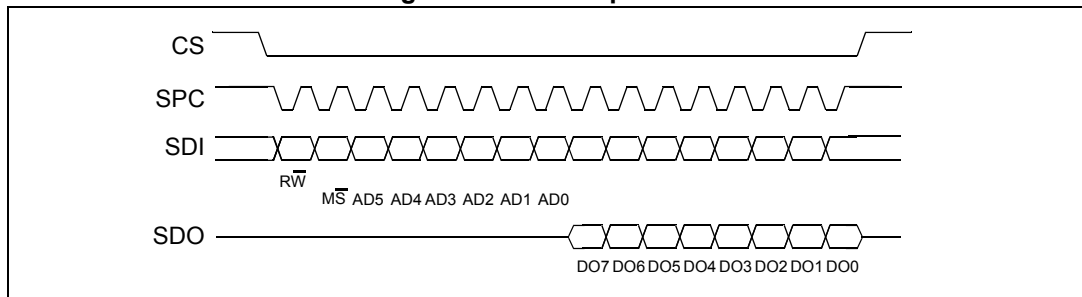 CS
SPC
SDI
RW̅
MS̅ AD5 AD4 AD3 AD2 AD1 AD0
SDO
DO7 DO6 DO5 DO4 DO3 DO2 DO1 DO0